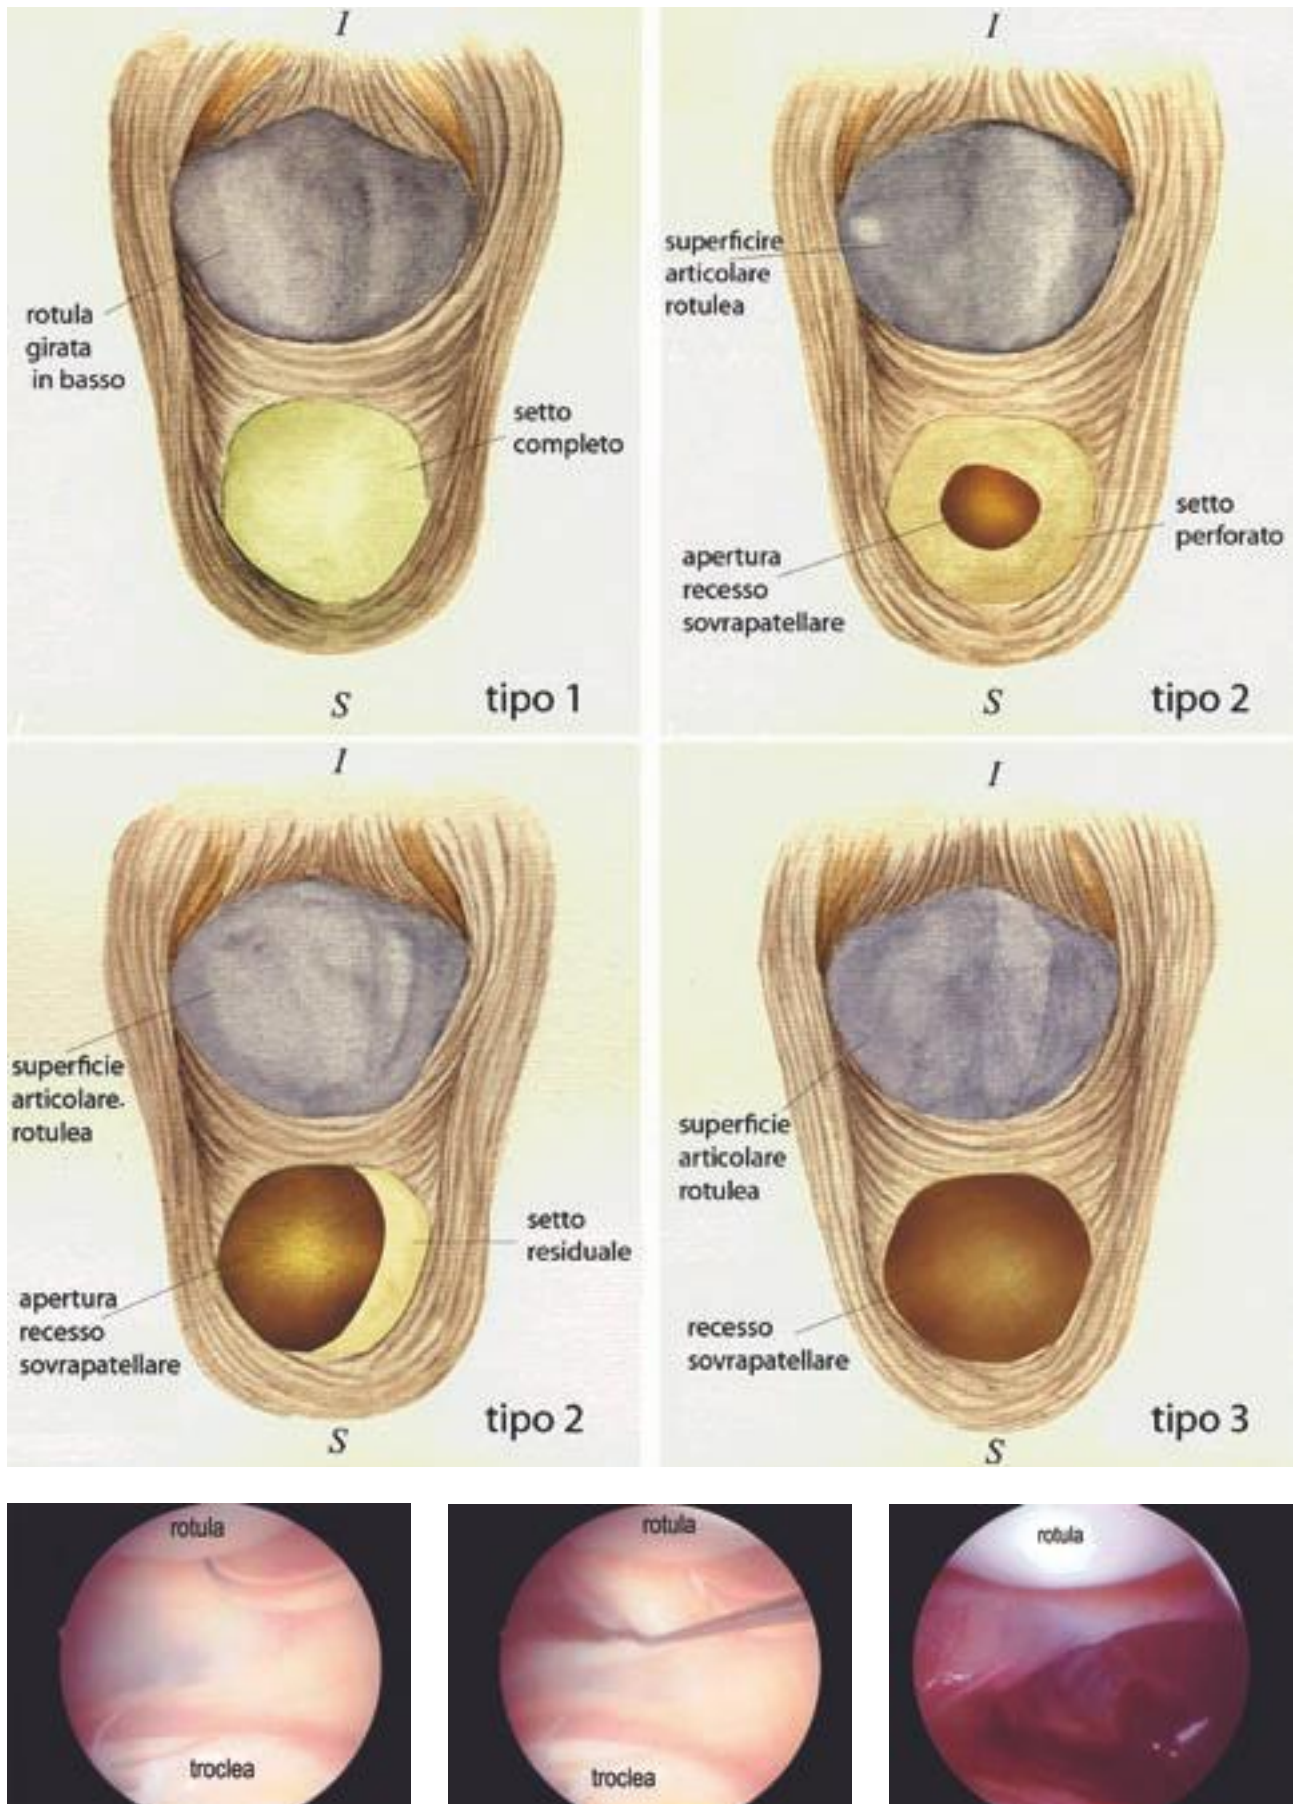 I
rotula
girata
in basso
setto
completo
S
tipo 1
I
superficire
articolare
rotulea
setto
perforato
apertura
recesso
sovrapatellare
S
tipo 2
I
superficie
articolare.
rotulea
setto
residuale
apertura
recesso
sovrapatellare
tipo 2
S
I
superficie
articolare
rotulea
recesso
sovrapatellare
tipo 3
S
rotula
troclea
rotula
troclea
rotula